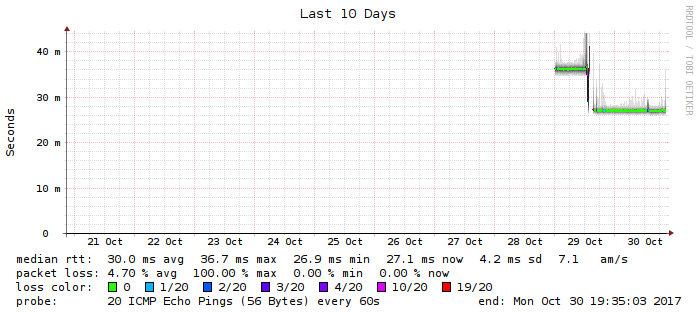 Last 10 Days
RRDTOOL / TOBI OETIKER
Seconds
40 m
30 m
20 m
10 m
0
21 Oct 22 Oct 23 Oct 24 Oct 25 Oct 26 Oct 27 Oct 28 Oct 29 Oct 30 Oct
median rtt: 30.0 ms avg 36.7 ms max 26.9 ms min 27.1 ms now 4.2 ms sd 7.1 am/s
packet loss: 4.70 % avg 100.00 % max 0.00 % min 0.00 % now
loss color: 0 1/20 2/20 3/20 4/20 10/20 19/20
probe: 20 ICMP Echo Pings (56 Bytes) every 60s end: Mon Oct 30 19:35:03 2017